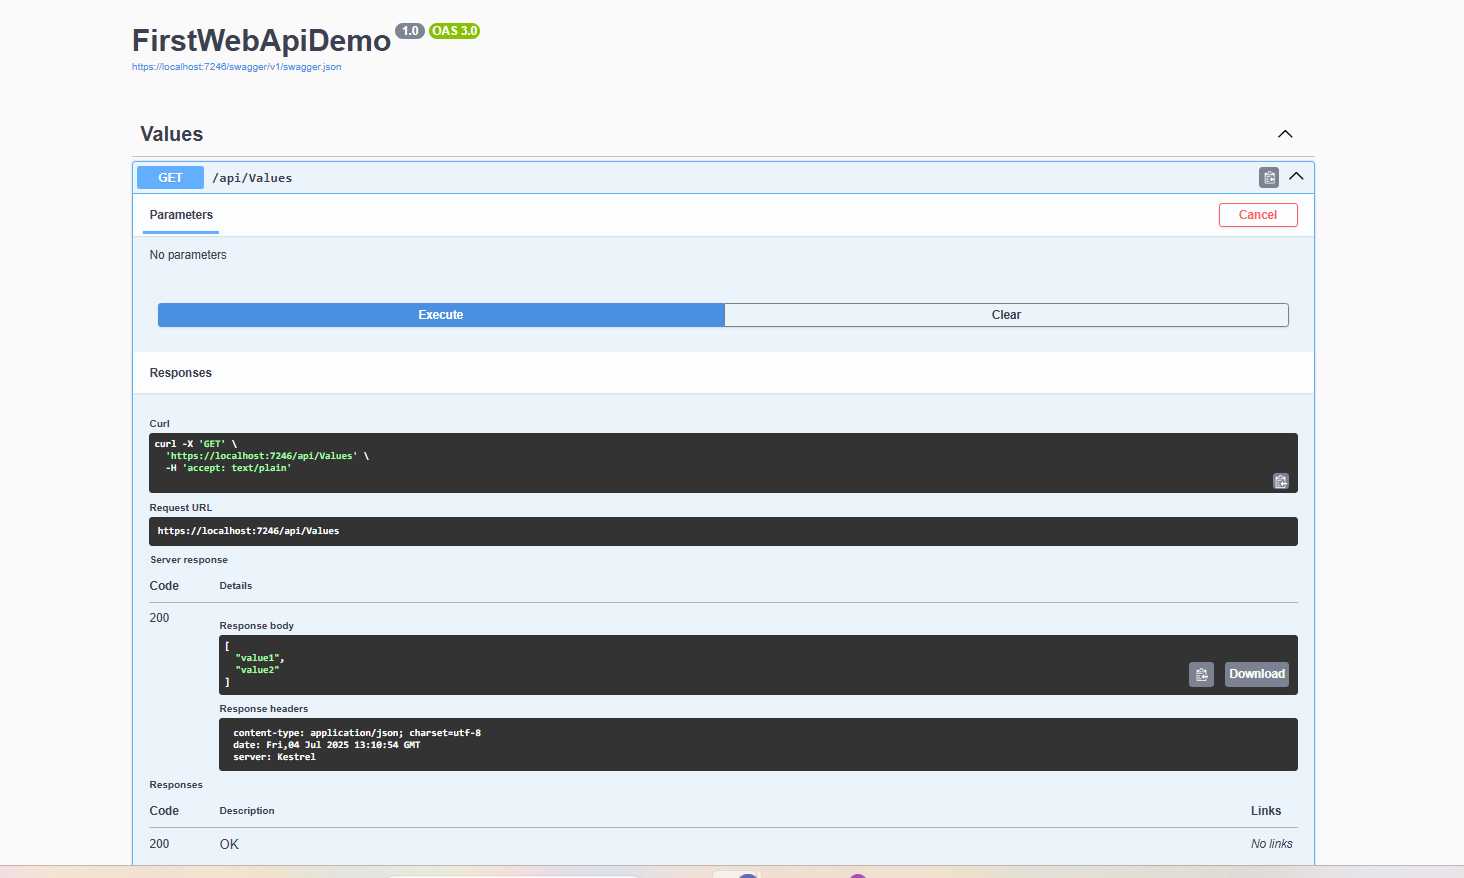 FirstWebApiDemo 1.0 OAS 3.0
https://localhost:7246/swagger/v1/swagger.json
Values
GET /api/Values
Parameters Cancel
No parameters
Execute Clear
Responses
Curl
curl -X 'GET' \
'https://localhost:7246/api/Values' \
-H 'accept: text/plain'
Request URL
https://localhost:7246/api/Values
Server response
Code Details
200
Response body
[
"value1",
"value2"
]
Download
Response headers
content-type: application/json; charset=utf-8
date: Fri,04 Jul 2025 13:10:54 GMT
server: Kestrel
Responses
Code Description Links
200 OK No links